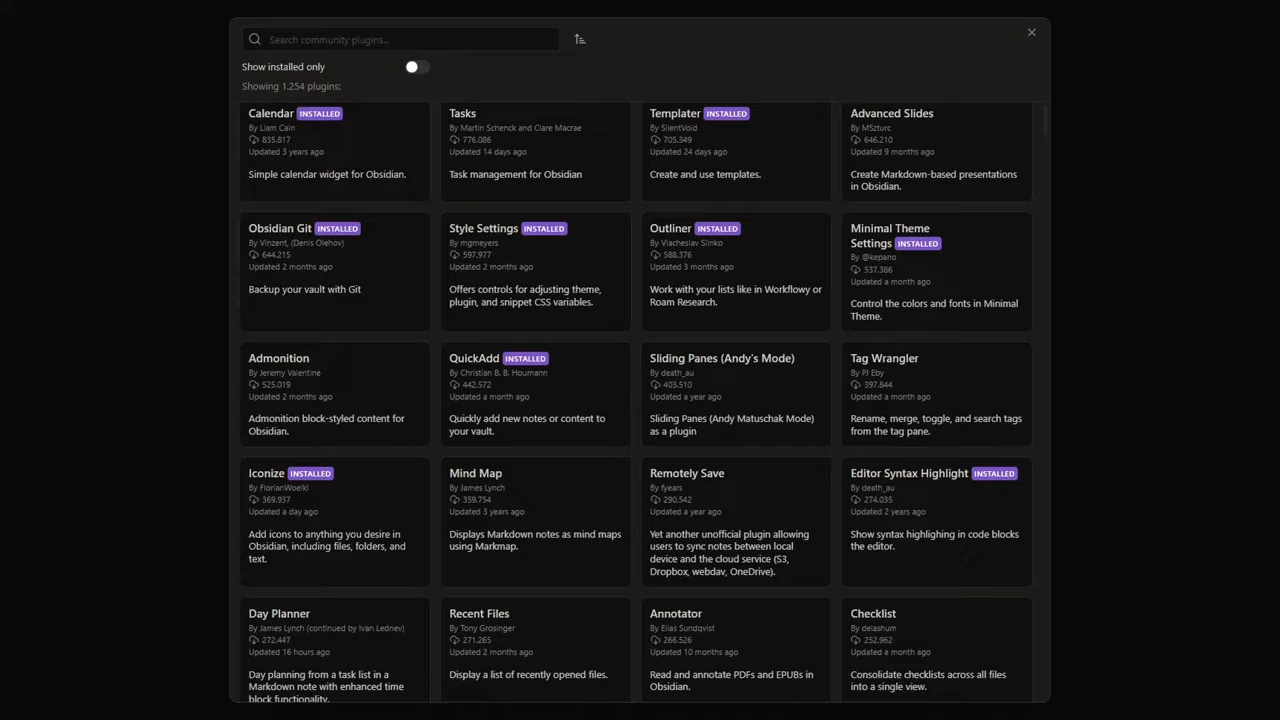 Search community plugins...
Show installed only
Showing 1.254 plugins:
Calendar INSTALLED
By Liam Cain
835.817
Updated 3 years ago
Simple calendar widget for Obsidian.
Tasks
By Martin Schenck and Clare Macrae
776.086
Updated 14 days ago
Task management for Obsidian
Templater INSTALLED
By SilentVoid
705.349
Updated 24 days ago
Create and use templates.
Advanced Slides
By MSzturc
646.210
Updated 9 months ago
Create Markdown-based presentations
in Obsidian.
Obsidian Git INSTALLED
By Vinzent, (Denis Olehov)
644.215
Updated 2 months ago
Backup your vault with Git
Style Settings INSTALLED
By mgmeyers
597.977
Updated 2 months ago
Offers controls for adjusting theme,
plugin, and snippet CSS variables.
Outliner INSTALLED
By Viacheslav Slinko
588.376
Updated 3 months ago
Work with your lists like in Workflowy or
Roam Research.
Minimal Theme
Settings INSTALLED
By @kepano
537.386
Updated a month ago
Control the colors and fonts in Minimal
Theme.
Admonition
By Jeremy Valentine
525.019
Updated 2 months ago
Admonition block-styled content for
Obsidian.
QuickAdd INSTALLED
By Christian B. B. Houmann
442.572
Updated a month ago
Quickly add new notes or content to
your vault.
Sliding Panes (Andy's Mode)
By death_au
403.510
Updated a year ago
Sliding Panes (Andy Matuschak Mode)
as a plugin
Tag Wrangler
By PJ Eby
397.844
Updated a month ago
Rename, merge, toggle, and search tags
from the tag pane.
Iconize INSTALLED
By FlorianWoelki
369.937
Updated a day ago
Add icons to anything you desire in
Obsidian, including files, folders, and
text.
Mind Map
By James Lynch
359.754
Updated 3 years ago
Displays Markdown notes as mind maps
using Markmap.
Remotely Save
By fyears
290.542
Updated a year ago
Yet another unofficial plugin allowing
users to sync notes between local
device and the cloud service (S3,
Dropbox, webdav, OneDrive).
Editor Syntax Highlight INSTALLED
By death_au
274.035
Updated 2 years ago
Show syntax highlighting in code blocks
the editor.
Day Planner
By James Lynch (continued by Ivan Lednev)
272.447
Updated 16 hours ago
Day planning from a task list in a
Markdown note with enhanced time
block functionality.
Recent Files
By Tony Grosinger
271.265
Updated 2 months ago
Display a list of recently opened files.
Annotator
By Elias Sundqvist
266.526
Updated 10 months ago
Read and annotate PDFs and EPUBs in
Obsidian.
Checklist
By delashum
252.962
Updated a month ago
Consolidate checklists across all files
into a single view.